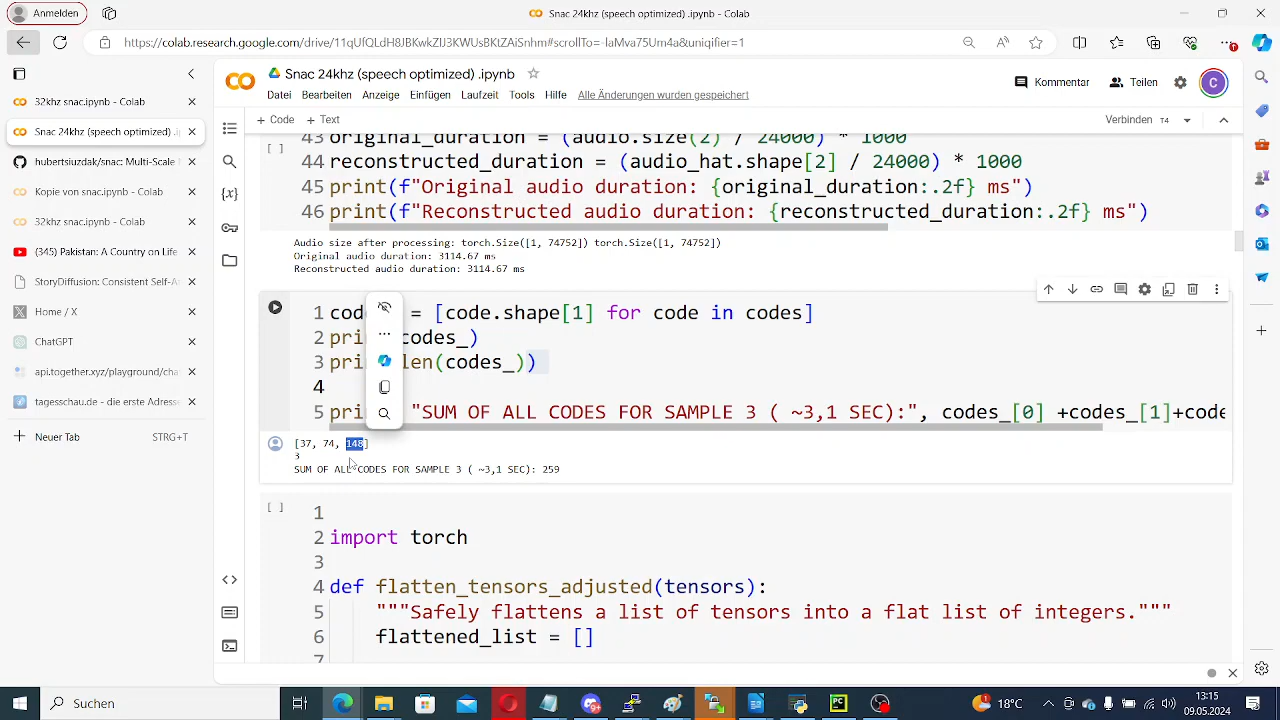 Anmelden
Snac 24khz (speech optimized) .ipynb - Colab
https://colab.research.google.com/drive/11qUfQLdH8JBKwkZlJ3KWUsBKtZAiSnhm#scrollTo=-laMva75Um4a&uniqifier=1
32khz snac.ipynb - Colab
Snac 24khz (speech optimized) .i
hubertsiuzdak/snac: Multi-Scale
Kopie von snac.ipynb - Colab
32khz snac.ipynb - Colab
(345) Pakistan: A Country on Life
StoryDiffusion: Consistent Self-A
Home / X
ChatGPT
api.together.xyz/playground/cha
tagesschau.de - die erste Adress
Neuer Tab STRG+T
Snac 24khz (speech optimized) .ipynb
Datei Bearbeiten Anzeige Einfügen Laufzeit Tools Hilfe Alle Änderungen wurden gespeichert
Kommentar Teilen C
+ Code + Text Verbinden T4
43 original_duration = (audio.size(2) / 24000) * 1000
[ ] 44 reconstructed_duration = (audio_hat.shape[2] / 24000) * 1000
45 print(f"Original audio duration: {original_duration:.2f} ms")
46 print(f"Reconstructed audio duration: {reconstructed_duration:.2f} ms")
Audio size after processing: torch.Size([1, 74752]) torch.Size([1, 74752])
Original audio duration: 3114.67 ms
Reconstructed audio duration: 3114.67 ms
1 cod = [code.shape[1] for code in codes]
2 pri codes_)
3 pri len(codes_))
4
5 pri "SUM OF ALL CODES FOR SAMPLE 3 ( ~3,1 SEC):", codes_[0] +codes_[1]+code
[37, 74, 148]
3
SUM OF ALL CODES FOR SAMPLE 3 ( ~3,1 SEC): 259
[ ] 1
2 import torch
3
4 def flatten_tensors_adjusted(tensors):
5 """Safely flattens a list of tensors into a flat list of integers."""
6 flattened_list = []
7
Suchen
18°C
13:15
09.05.2024